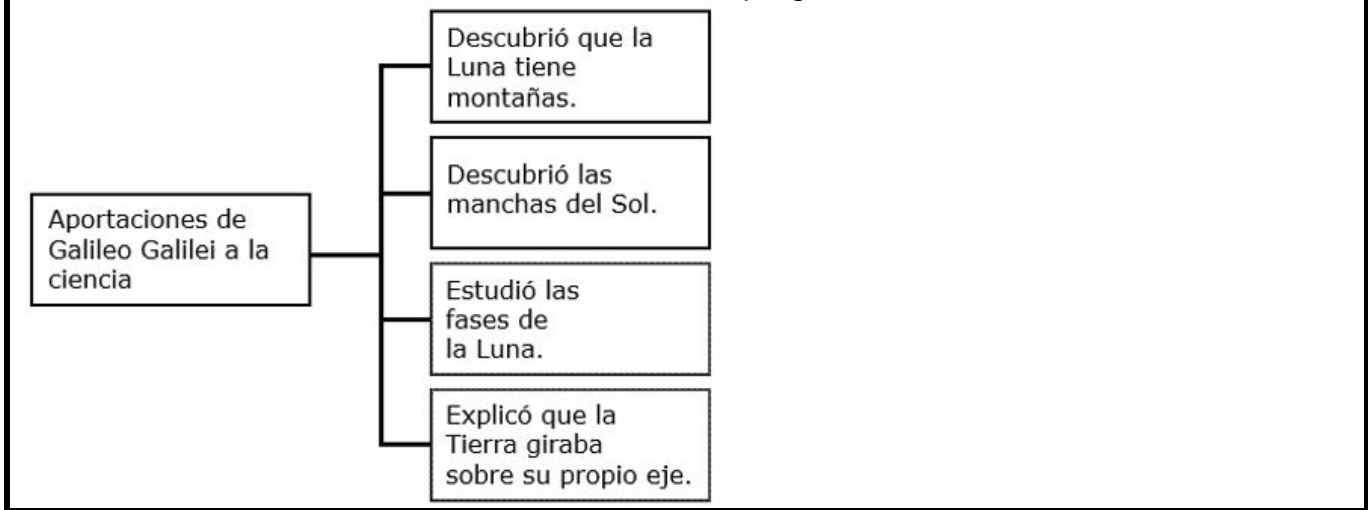 Aportaciones de
Galileo Galilei a la
ciencia
Descubrió que la
Luna tiene
montañas.
Descubrió las
manchas del Sol.
Estudió las
fases de
la Luna.
Explicó que la
Tierra giraba
sobre su propio eje.